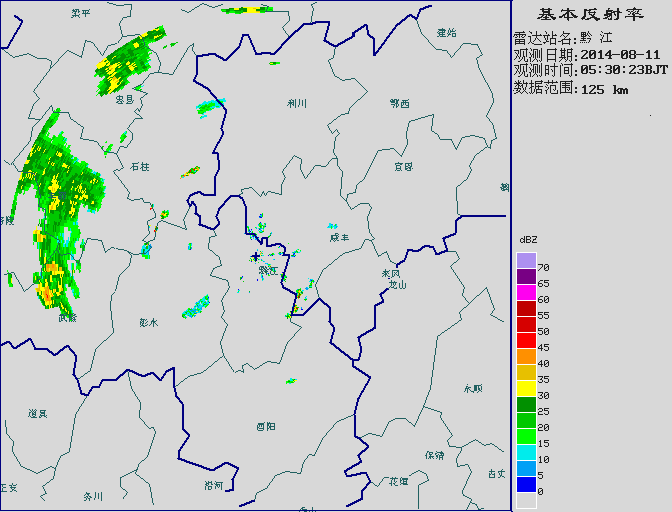 基本反射率
雷达站名:黔 江
观测日期:2014-08-11
观测时间:05:30:23BJT
数据范围:125 km
梁平
建始
忠县
利川
鄂西
石柱
宣恩
涪陵
咸丰
黔江
来凤
龙山
武隆
彭水
永顺
道真
酉阳
保靖
古丈
正安
务川
沿河
花垣
dBZ
70
65
60
55
50
45
40
35
30
25
20
15
10
5
0